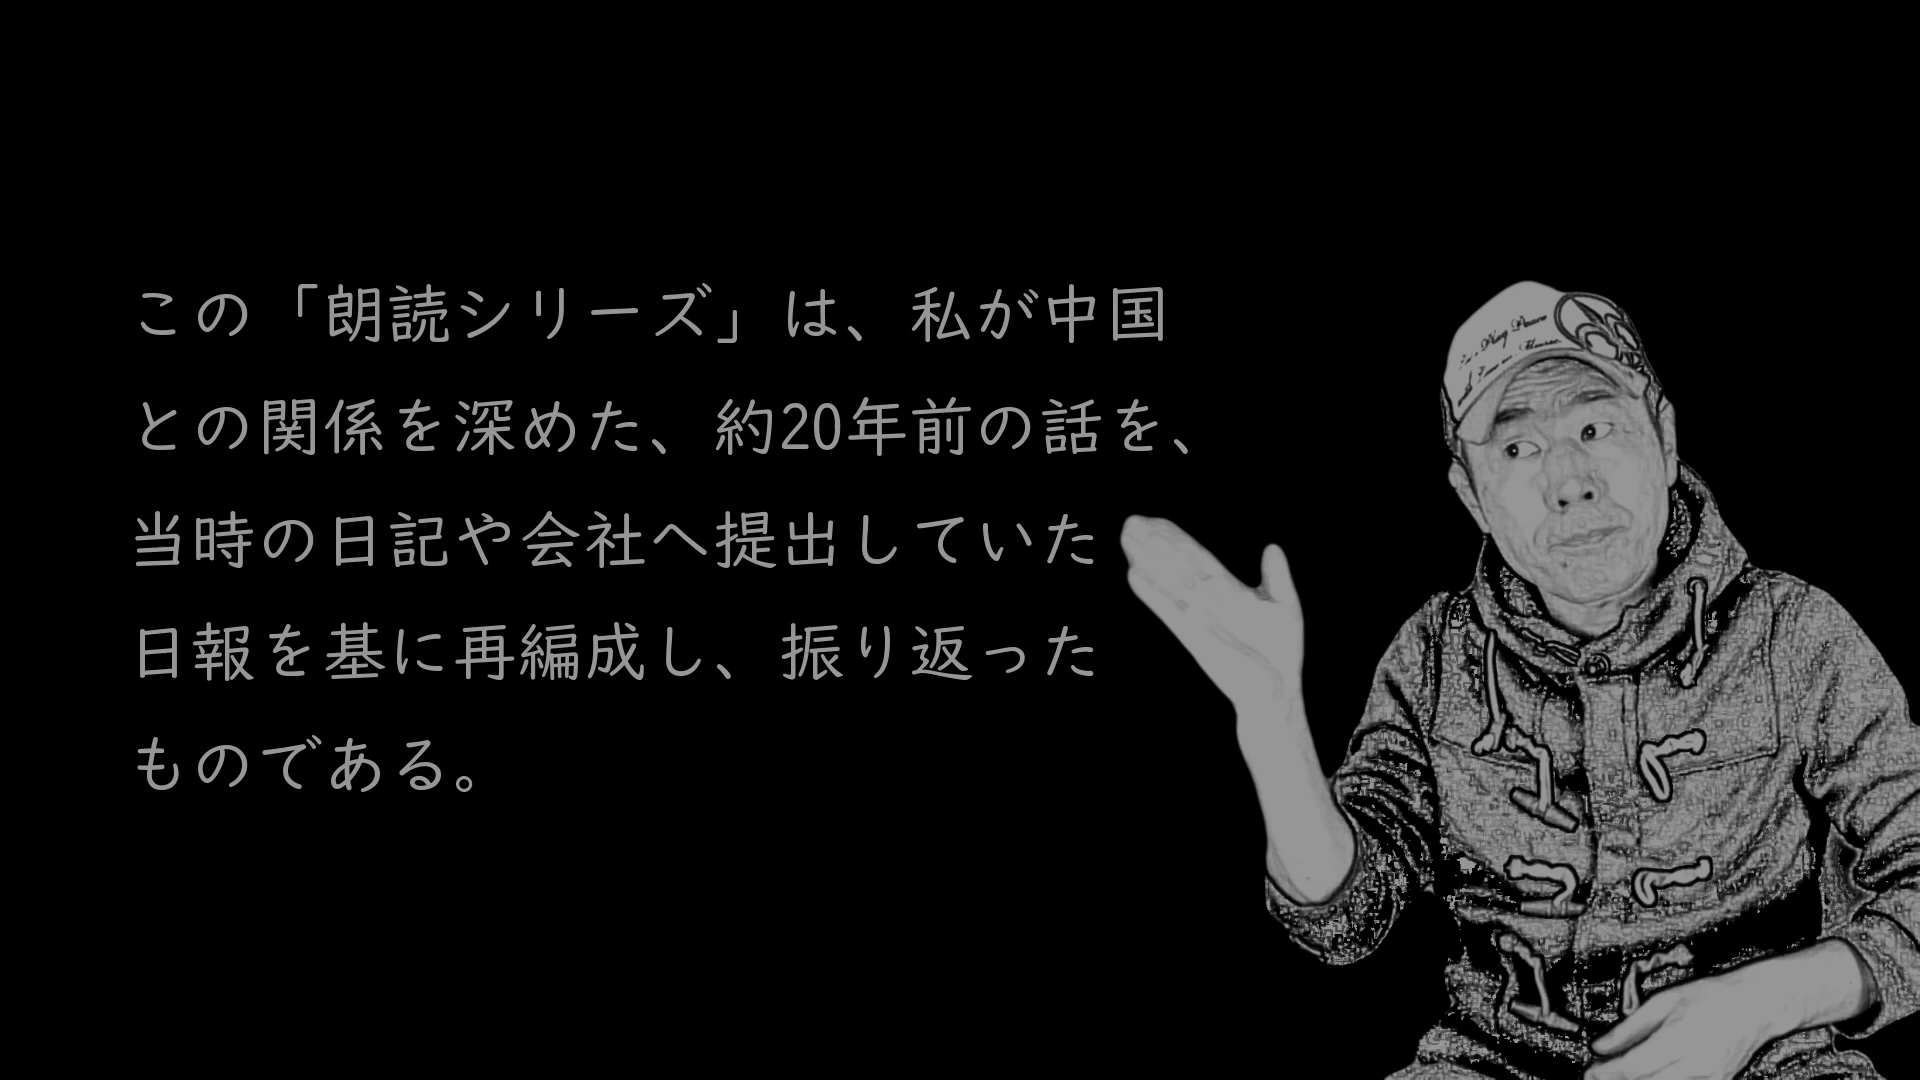 この「朗読シリーズ」は、私が中国
との関係を深めた、約20年前の話を、
当時の日記や会社へ提出していた
日報を基に再編成し、振り返った
ものである。